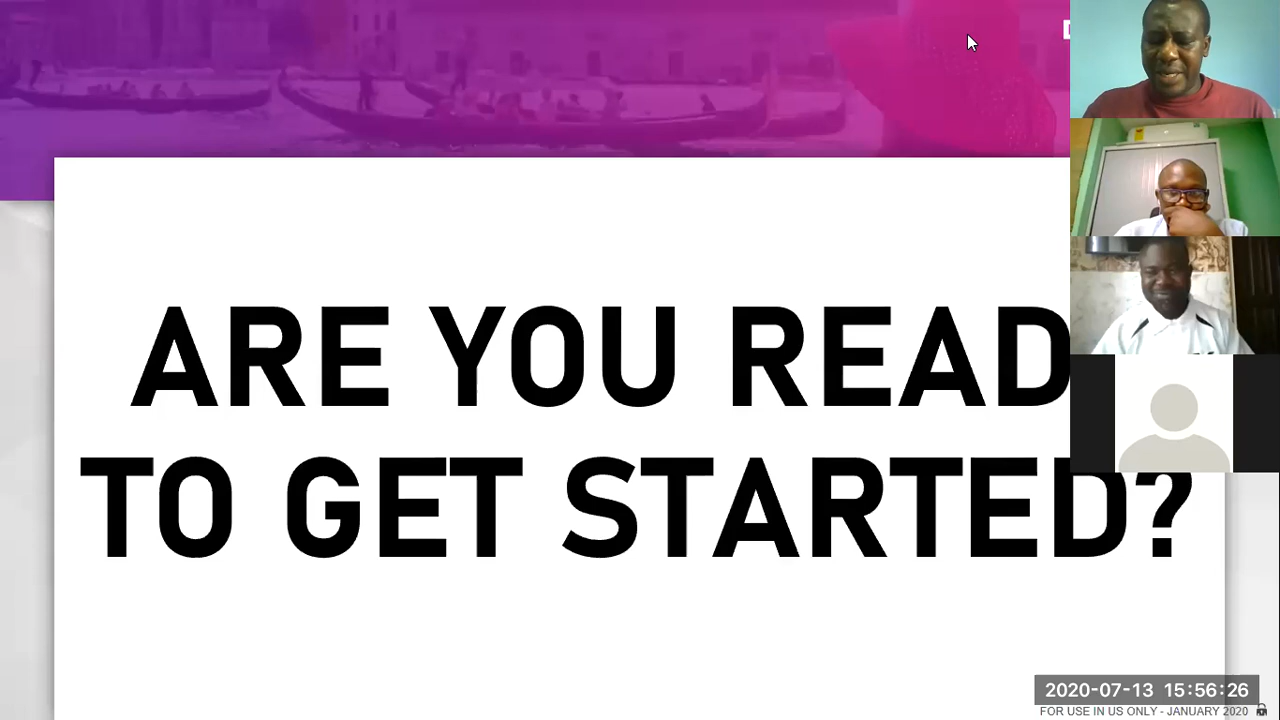 ARE YOU READ
TO GET STARTED?
2020-07-13 15:56:26
FOR USE IN US ONLY - JANUARY 2020